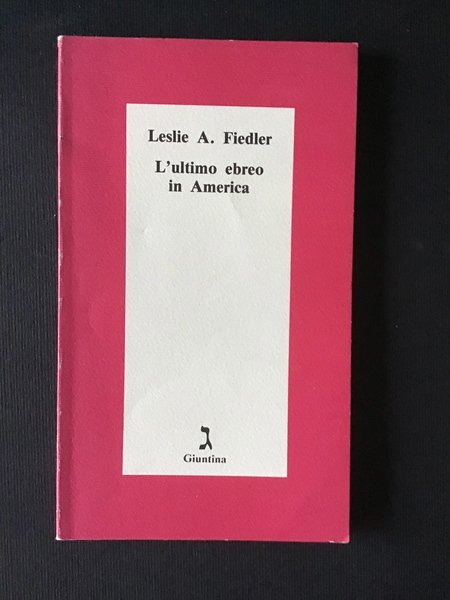 Leslie A. Fiedler
L'ultimo ebreo
in America
ג
Giuntina